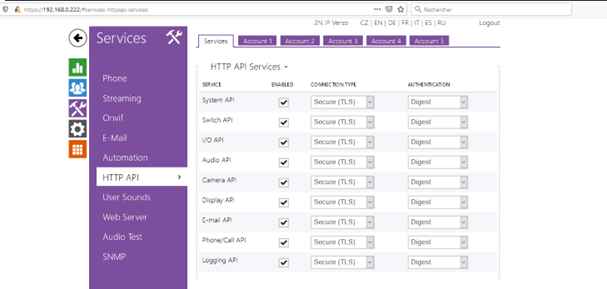 https://192.168.0.222/#services-httpapi-services
Rechercher
2N IP Verso CZ | EN | DE | FR | IT | ES | RU Logout
Services
Services Account 1 Account 2 Account 3 Account 4 Account 5
HTTP API Services
SERVICE ENABLED CONNECTION TYPE AUTHENTICATION
System API Secure (TLS) Digest
Switch API Secure (TLS) Digest
I/O API Secure (TLS) Digest
Audio API Secure (TLS) Digest
Camera API Secure (TLS) Digest
Display API Secure (TLS) Digest
E-mail API Secure (TLS) Digest
Phone/Call API Secure (TLS) Digest
Logging API Secure (TLS) Digest
Phone
Streaming
Onvif
E-Mail
Automation
HTTP API
User Sounds
Web Server
Audio Test
SNMP